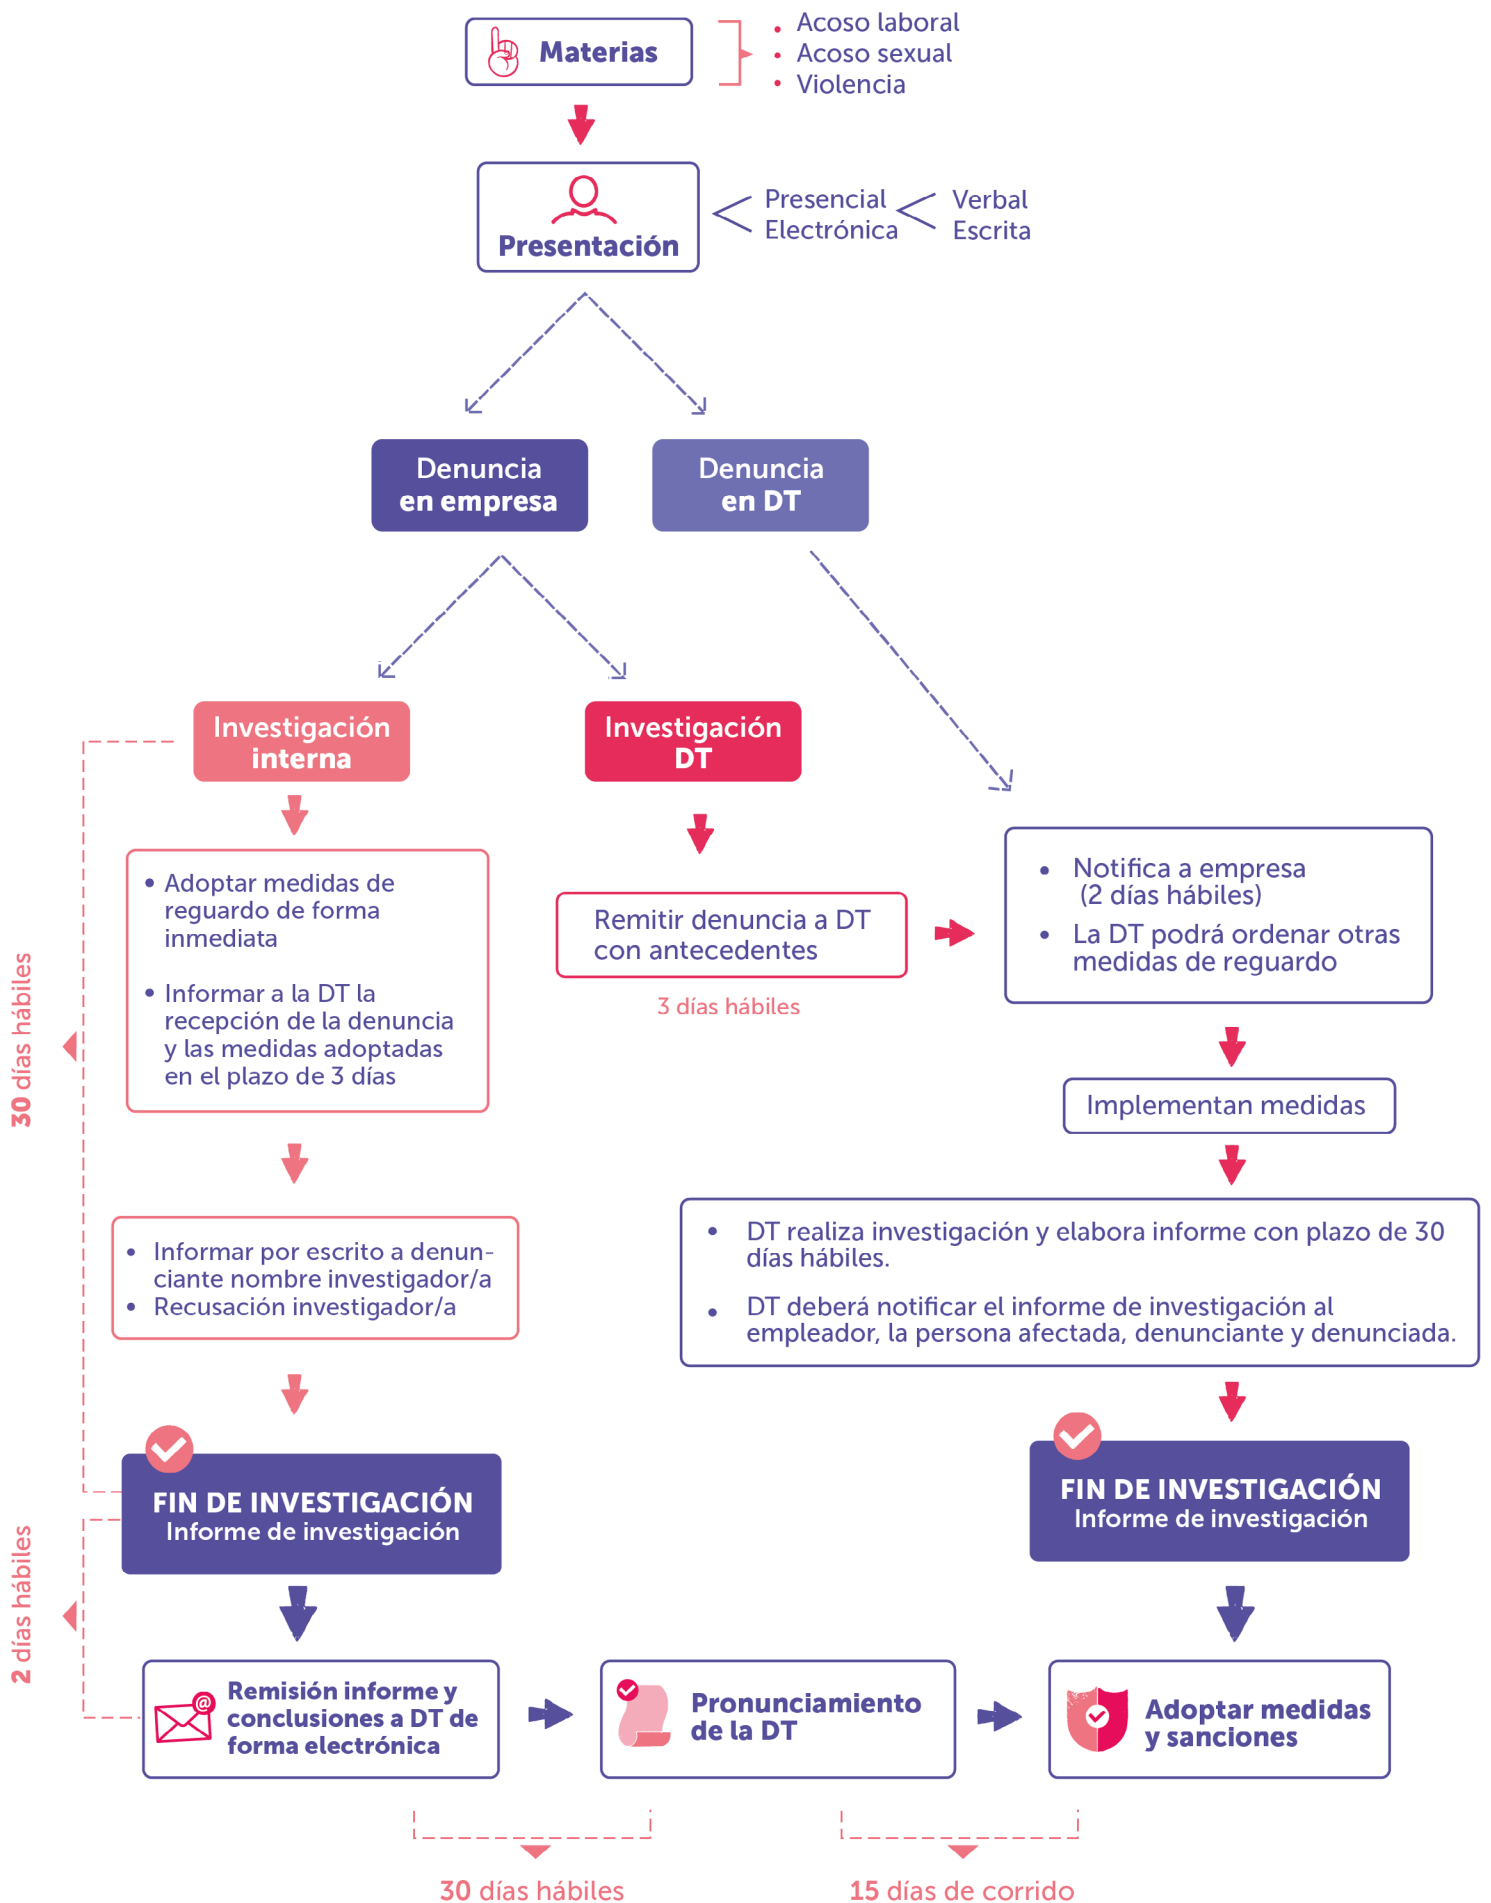 Materias
• Acoso laboral
• Acoso sexual
• Violencia
Presentación
Presencial
Electrónica
Verbal
Escrita
Denuncia
en empresa
Denuncia
en DT
Investigación
interna
Investigación
DT
• Adoptar medidas de
reguardo de forma
inmediata
• Informar a la DT la
recepción de la denuncia
y las medidas adoptadas
en el plazo de 3 días
Remitir denuncia a DT
con antecedentes
3 días hábiles
• Notifica a empresa
(2 días hábiles)
• La DT podrá ordenar otras
medidas de reguardo
30 días hábiles
Implementan medidas
• Informar por escrito a denun-
ciante nombre investigador/a
• Recusación investigador/a
• DT realiza investigación y elabora informe con plazo de 30
días hábiles.
• DT deberá notificar el informe de investigación al
empleador, la persona afectada, denunciante y denunciada.
FIN DE INVESTIGACIÓN
Informe de investigación
FIN DE INVESTIGACIÓN
Informe de investigación
2 días hábiles
@
Remisión informe y
conclusiones a DT de
forma electrónica
Pronunciamiento
de la DT
Adoptar medidas
y sanciones
30 días hábiles
15 días de corrido